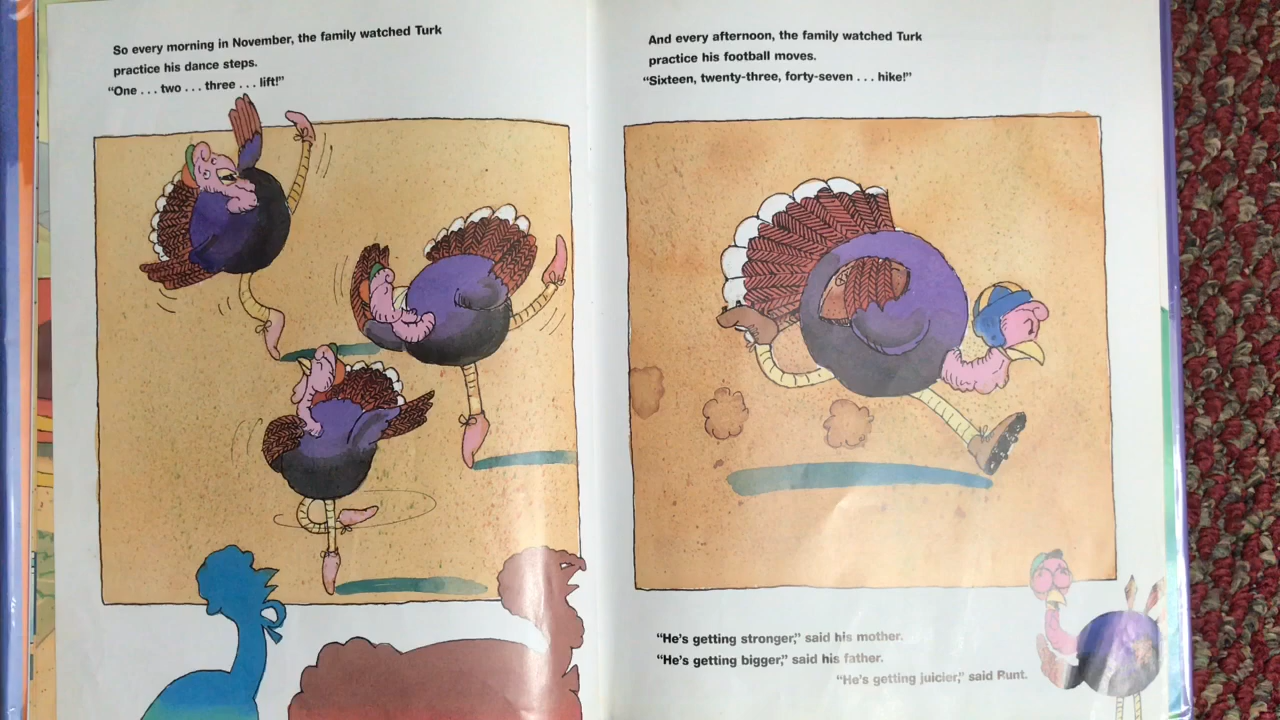 So every morning in November, the family watched Turk
practice his dance steps.
“One . . . two . . . three . . . lift!”
And every afternoon, the family watched Turk
practice his football moves.
“Sixteen, twenty-three, forty-seven . . . hike!”
“He’s getting stronger,” said his mother.
“He’s getting bigger,” said his father.
“He’s getting juicier,” said Runt.